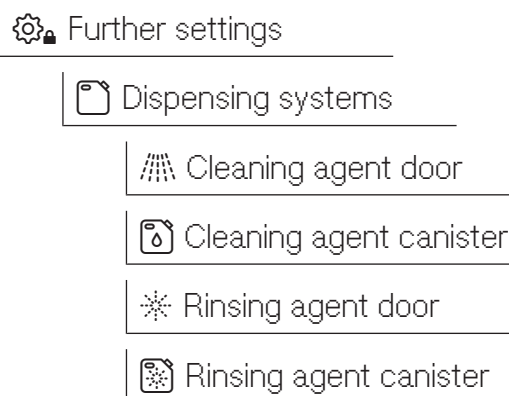 Further settings
Dispensing systems
Cleaning agent door
Cleaning agent canister
Rinsing agent door
Rinsing agent canister